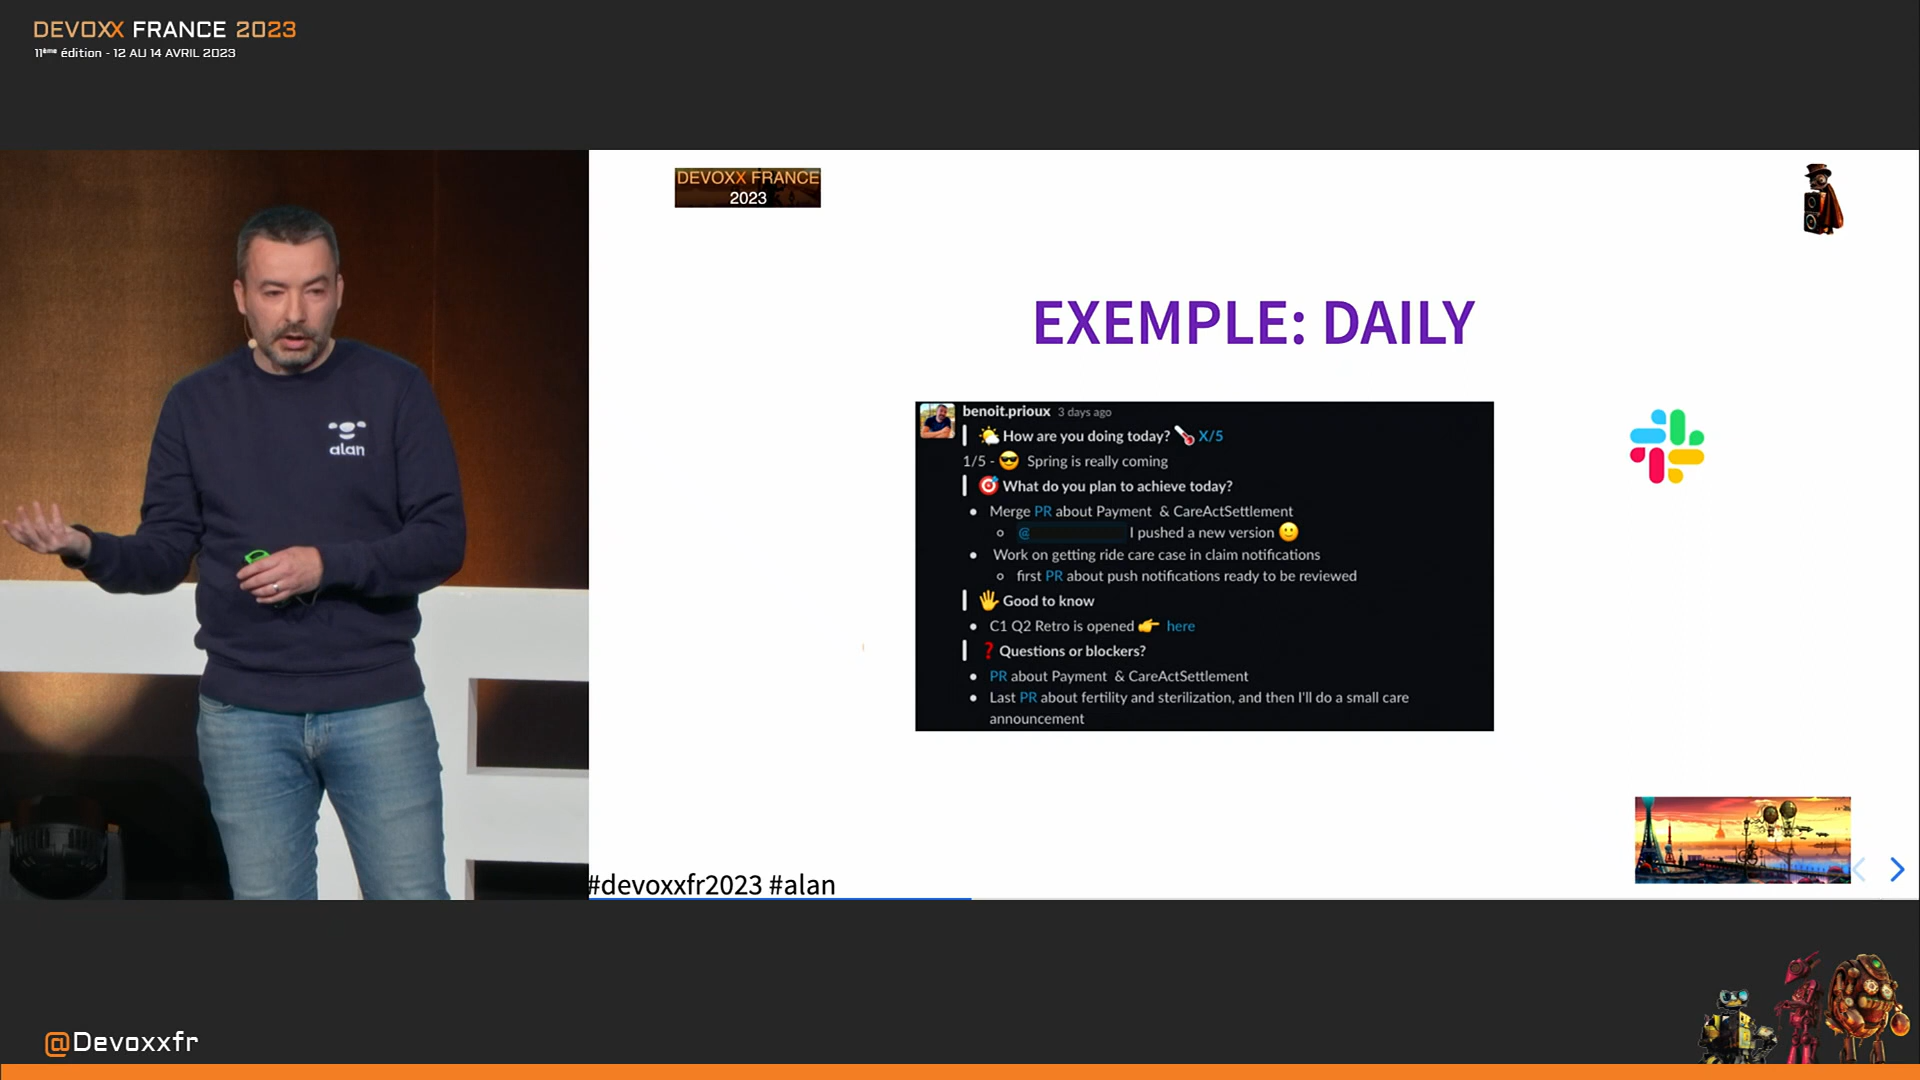 DEVOXX FRANCE 2023
11ème édition - 12 AU 14 AVRIL 2023
DEVOXX FRANCE
2023
EXEMPLE: DAILY
benoit.prioux 3 days ago
How are you doing today? X/5
1/5 - 😎 Spring is really coming
What do you plan to achieve today?
Merge PR about Payment & CareActSettlement
@ I pushed a new version 🙂
Work on getting ride care case in claim notifications
first PR about push notifications ready to be reviewed
Good to know
C1 Q2 Retro is opened 👉 here
❓ Questions or blockers?
PR about Payment & CareActSettlement
Last PR about fertility and sterilization, and then I'll do a small care
announcement
alan
#devoxxfr2023 #alan
@Devoxxfr